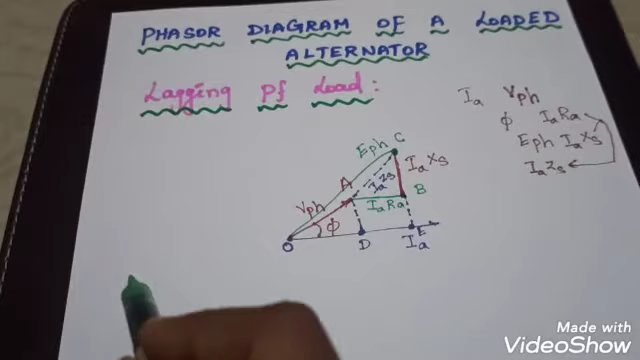 PHASOR DIAGRAM OF A LOADED
ALTERNATOR
Lagging Pf Load:
Ia Vph
Φ IaRa
Eph IaXs
IaZs
Eph C
IaZs
IaXs
A
B
IaRa
Vph
Φ
O
D
E
Ia
Made with
VideoShow